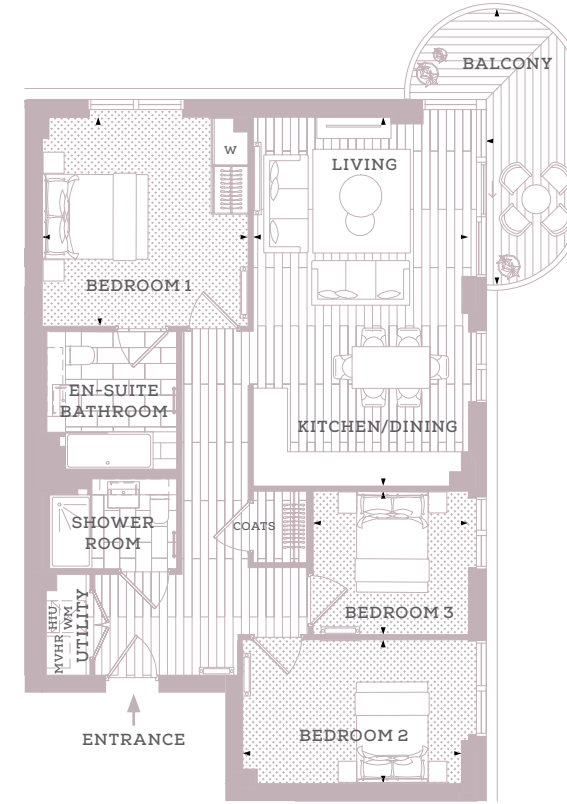 BALCONY
W
LIVING
BEDROOM 1
EN-SUITE
BATHROOM
KITCHEN/DINING
SHOWER
ROOM
COATS
BEDROOM 3
MVHR
HIU
WM
UTILITY
BEDROOM 2
ENTRANCE